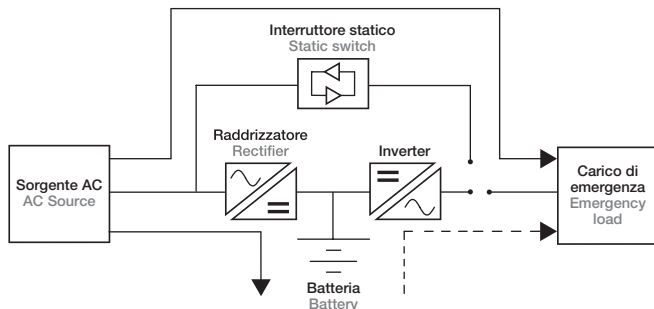 Interruttore statico
Static switch
Raddrizzatore
Rectifier
Inverter
Sorgente AC
AC Source
Carico di
emergenza
Emergency
load
Batteria
Battery